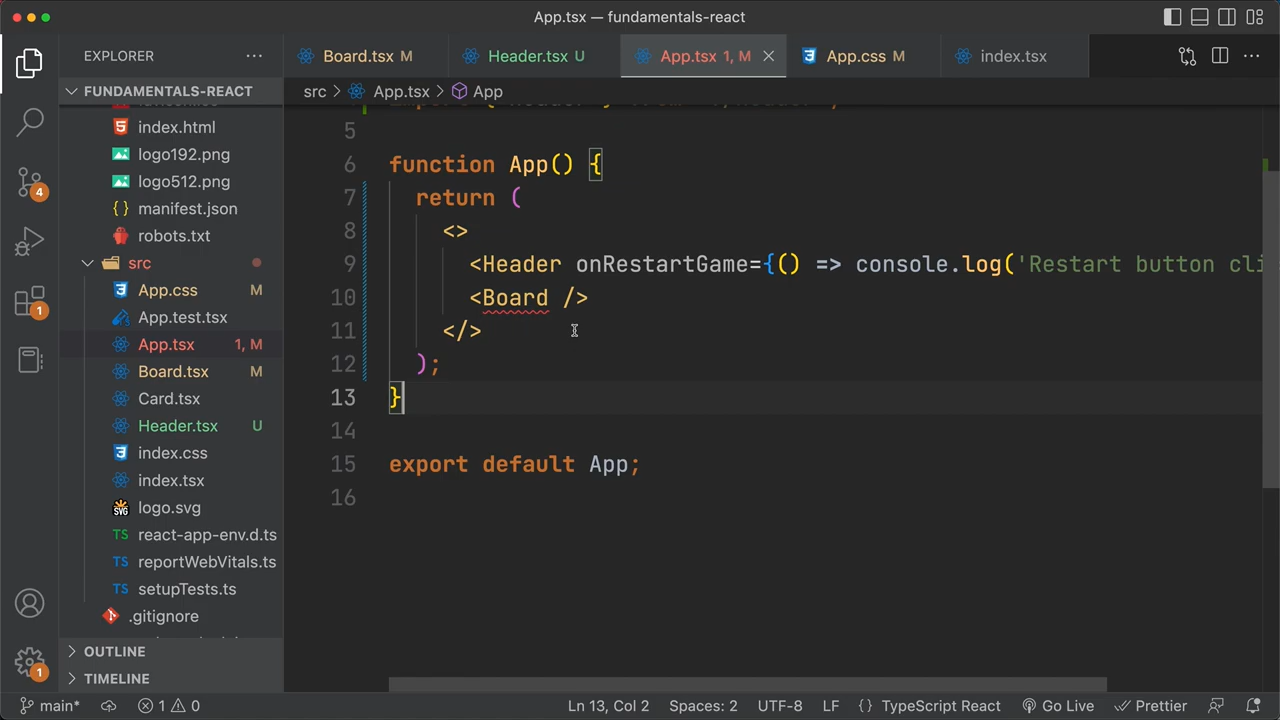 App.tsx — fundamentals-react
EXPLORER
Board.tsx M
Header.tsx U
App.tsx 1, M
App.css M
index.tsx
FUNDAMENTALS-REACT
src > App.tsx > App
index.html
logo192.png
logo512.png
manifest.json
robots.txt
src
App.css M
App.test.tsx
App.tsx 1, M
Board.tsx M
Card.tsx
Header.tsx U
index.css
index.tsx
logo.svg
react-app-env.d.ts
reportWebVitals.ts
setupTests.ts
.gitignore
OUTLINE
TIMELINE
4
1
1
5
6 function App() {
7 return (
8 <>
9 <Header onRestartGame={() => console.log('Restart button cli
10 <Board />
11 </>
12 );
13 }
14
15 export default App;
16
main* 1 0 Ln 13, Col 2 Spaces: 2 UTF-8 LF {} TypeScript React Go Live Prettier